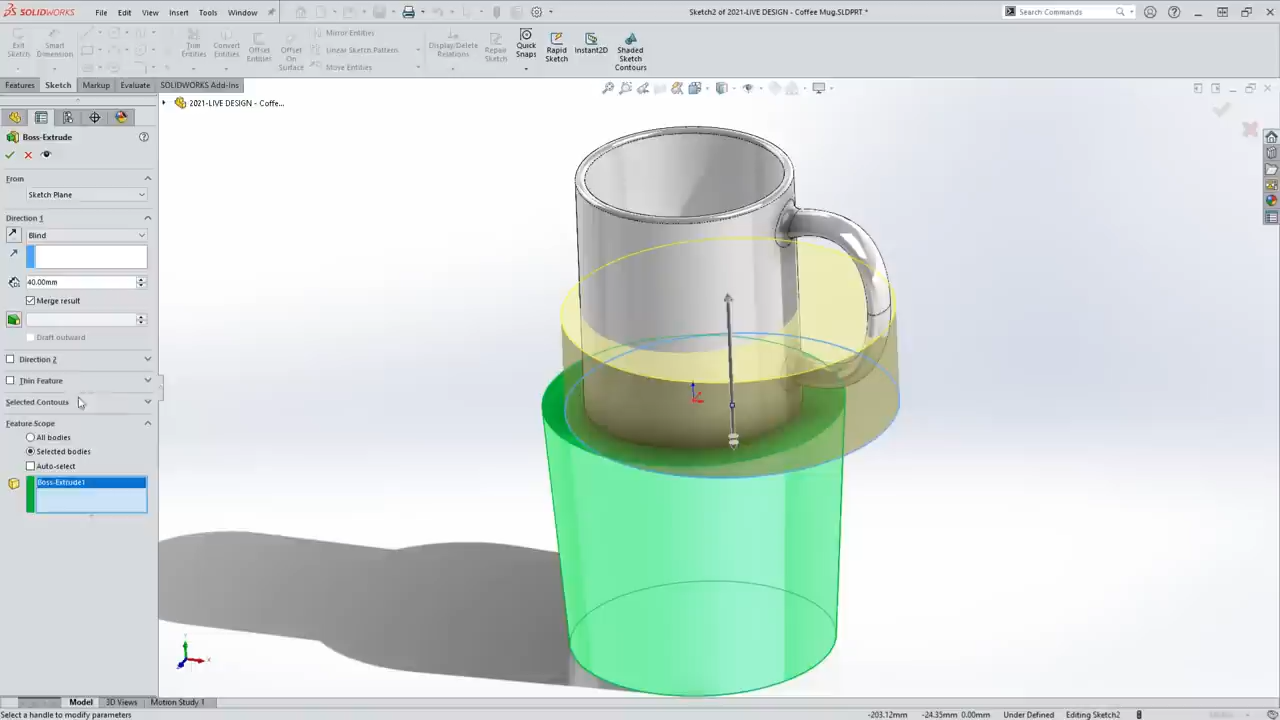 SOLIDWORKS
File
Edit
View
Insert
Tools
Window
Sketch2 of 2021-LIVE DESIGN - Coffee Mug.SLDPRT *
Search Commands
Exit Sketch
Smart Dimension
Trim Entities
Convert Entities
Offset Entities
Offset On Surface
Mirror Entities
Linear Sketch Pattern
Move Entities
Display/Delete Relations
Repair Sketch
Quick Snaps
Rapid Sketch
Instant2D
Shaded Sketch Contours
Features
Sketch
Markup
Evaluate
SOLIDWORKS Add-Ins
2021-LIVE DESIGN - Coffe...
Boss-Extrude
From
Sketch Plane
Direction 1
Blind
40.00mm
Merge result
Draft outward
Direction 2
Thin Feature
Selected Contours
Feature Scope
All bodies
Selected bodies
Auto-select
Boss-Extrude1
Model
3D Views
Motion Study 1
Select a handle to modify parameters
-203.12mm
-24.35mm 0.00mm
Under Defined
Editing Sketch2